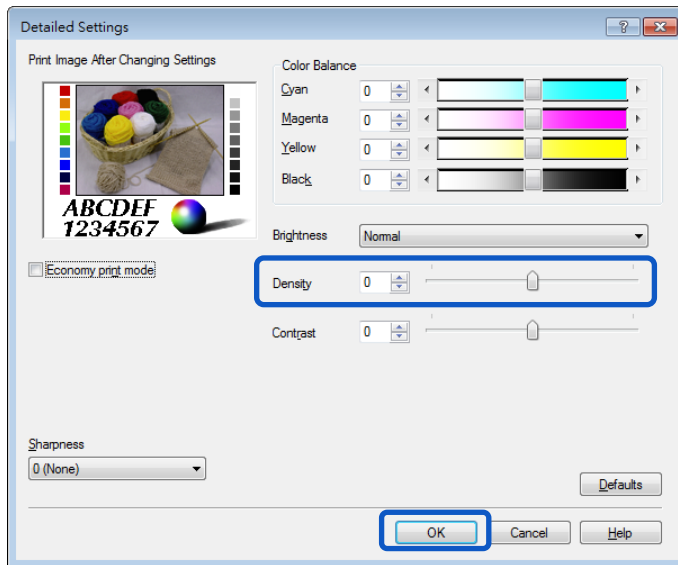 Detailed Settings
Print Image After Changing Settings
ABCDEF
1234567
Economy print mode
Color Balance
Cyan 0
Magenta 0
Yellow 0
Black 0
Brightness Normal
Density 0
Contrast 0
Sharpness
0 (None)
Defaults
OK Cancel Help